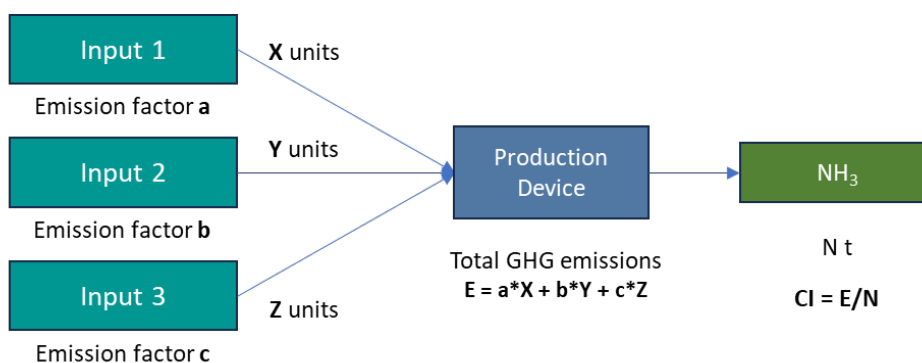 Input 1
X units
Emission factor a
Input 2
Y units
Emission factor b
Input 3
Z units
Emission factor c
Production
Device
Total GHG emissions
E = a*X + b*Y + c*Z
NH₃
N t
CI = E/N